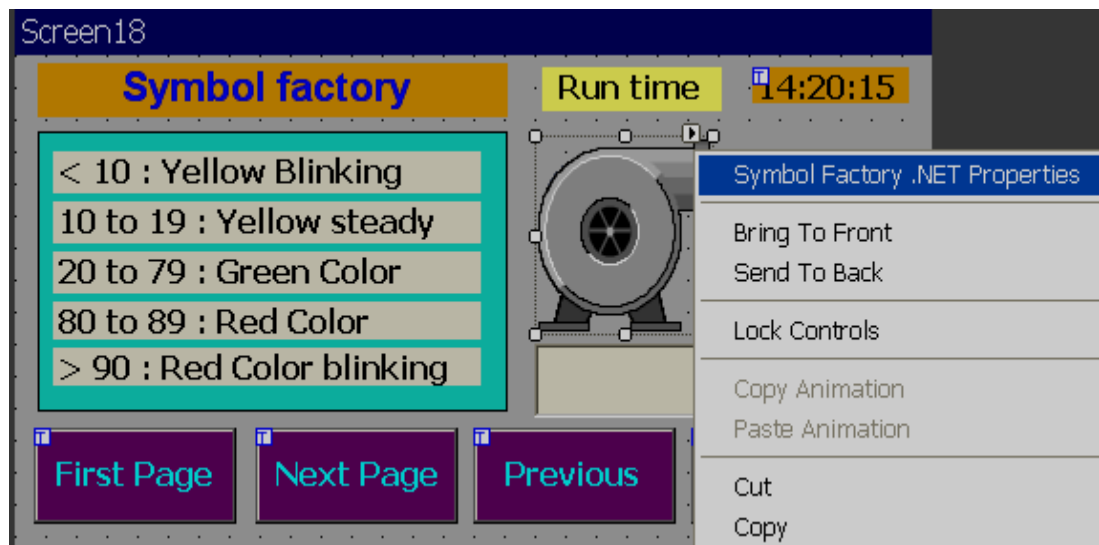 Screen18
Symbol factory
Run time
14:20:15
< 10 : Yellow Blinking
10 to 19 : Yellow steady
20 to 79 : Green Color
80 to 89 : Red Color
> 90 : Red Color blinking
Symbol Factory .NET Properties
Bring To Front
Send To Back
Lock Controls
Copy Animation
Paste Animation
Cut
Copy
T
First Page
T
Next Page
T
Previous